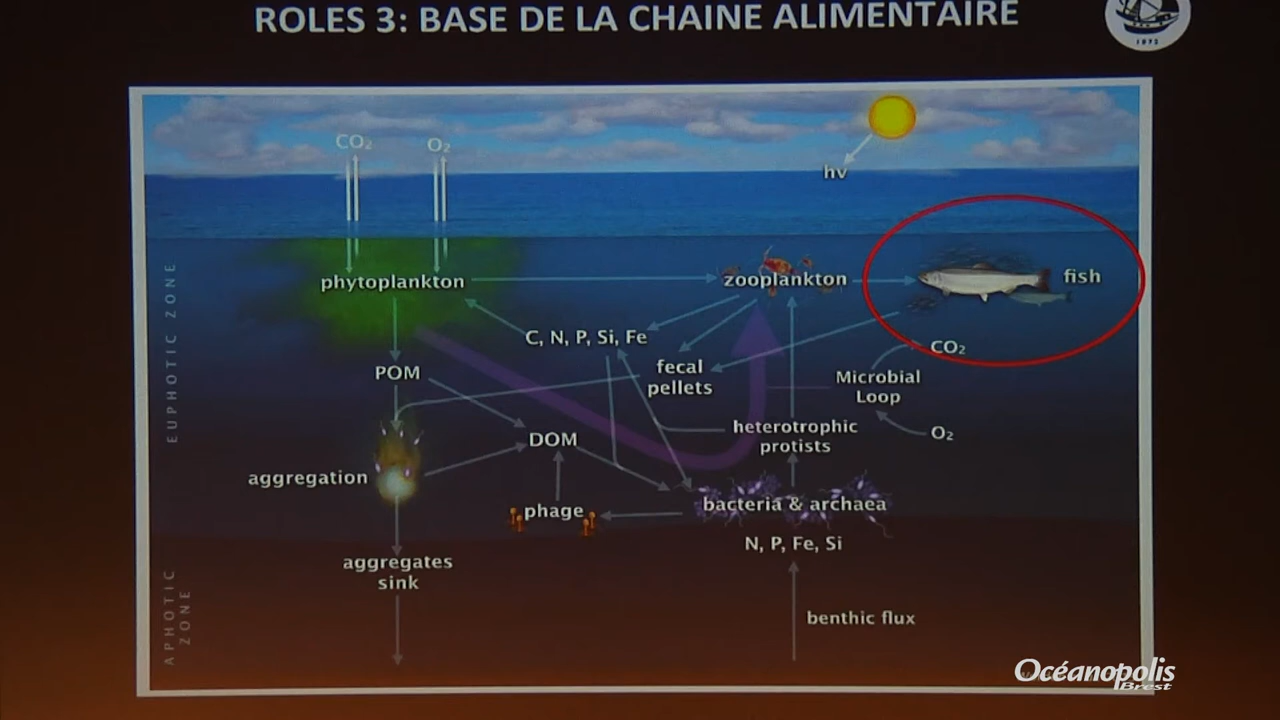 ROLES 3: BASE DE LA CHAINE ALIMENTAIRE
1872
CO₂
O₂
hν
EUPHOTIC ZONE
phytoplankton
zooplankton
fish
C, N, P, Si, Fe
CO₂
POM
fecal
pellets
Microbial
Loop
DOM
heterotrophic
protists
O₂
aggregation
phage
bacteria & archaea
N, P, Fe, Si
aggregates
sink
APHOTIC
ZONE
benthic flux
Océanopolis
Brest